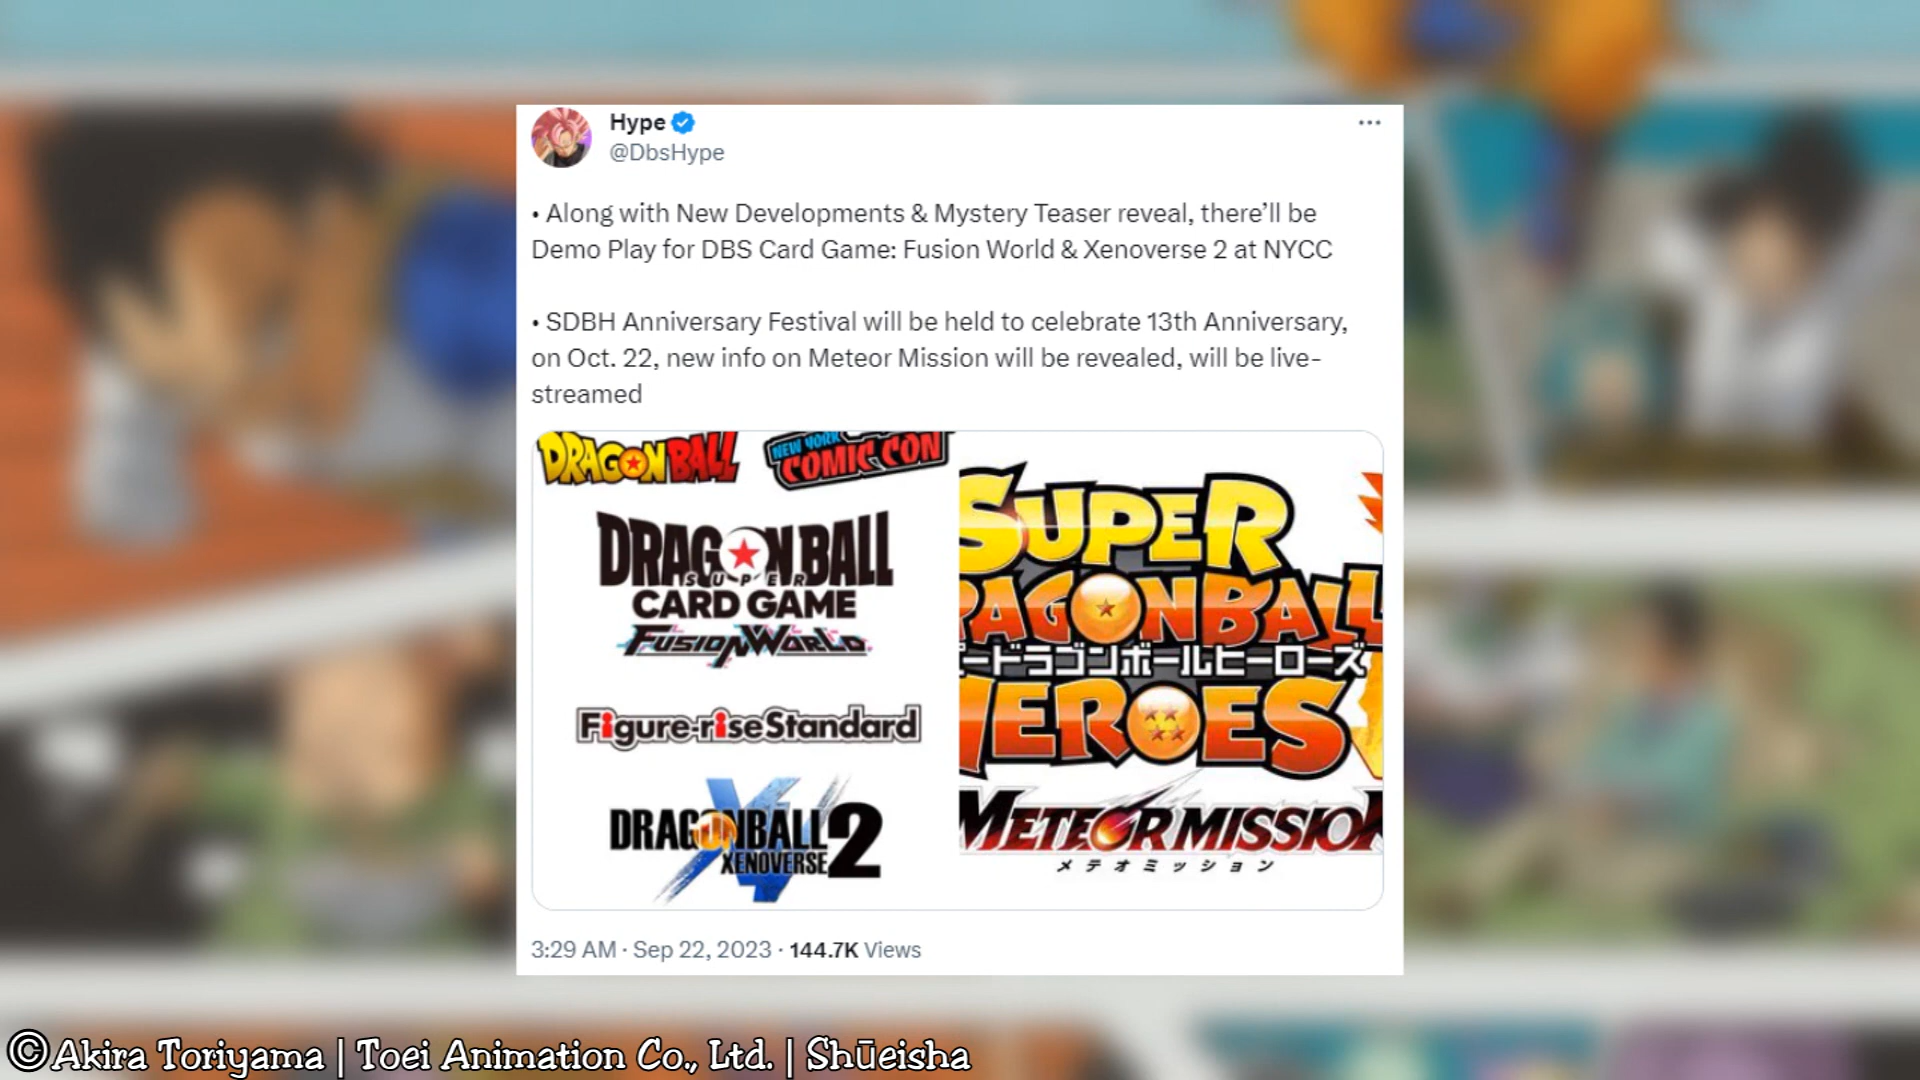 Hype
@DbsHype
• Along with New Developments & Mystery Teaser reveal, there’ll be
Demo Play for DBS Card Game: Fusion World & Xenoverse 2 at NYCC
• SDBH Anniversary Festival will be held to celebrate 13th Anniversary,
on Oct. 22, new info on Meteor Mission will be revealed, will be live-
streamed
DRAGON BALL
NEW YORK
COMIC CON
DRAGON BALL
SUPER
CARD GAME
FUSION WORLD
Figure-riseStandard
DRAGONBALL
XENOVERSE 2
SUPER
RAGONBALL
ードラゴンボールヒーローズ
HEROES
METEOR MISSION
メテオミッション
3:29 AM · Sep 22, 2023 · 144.7K Views
©Akira Toriyama | Toei Animation Co., Ltd. | Shūeisha